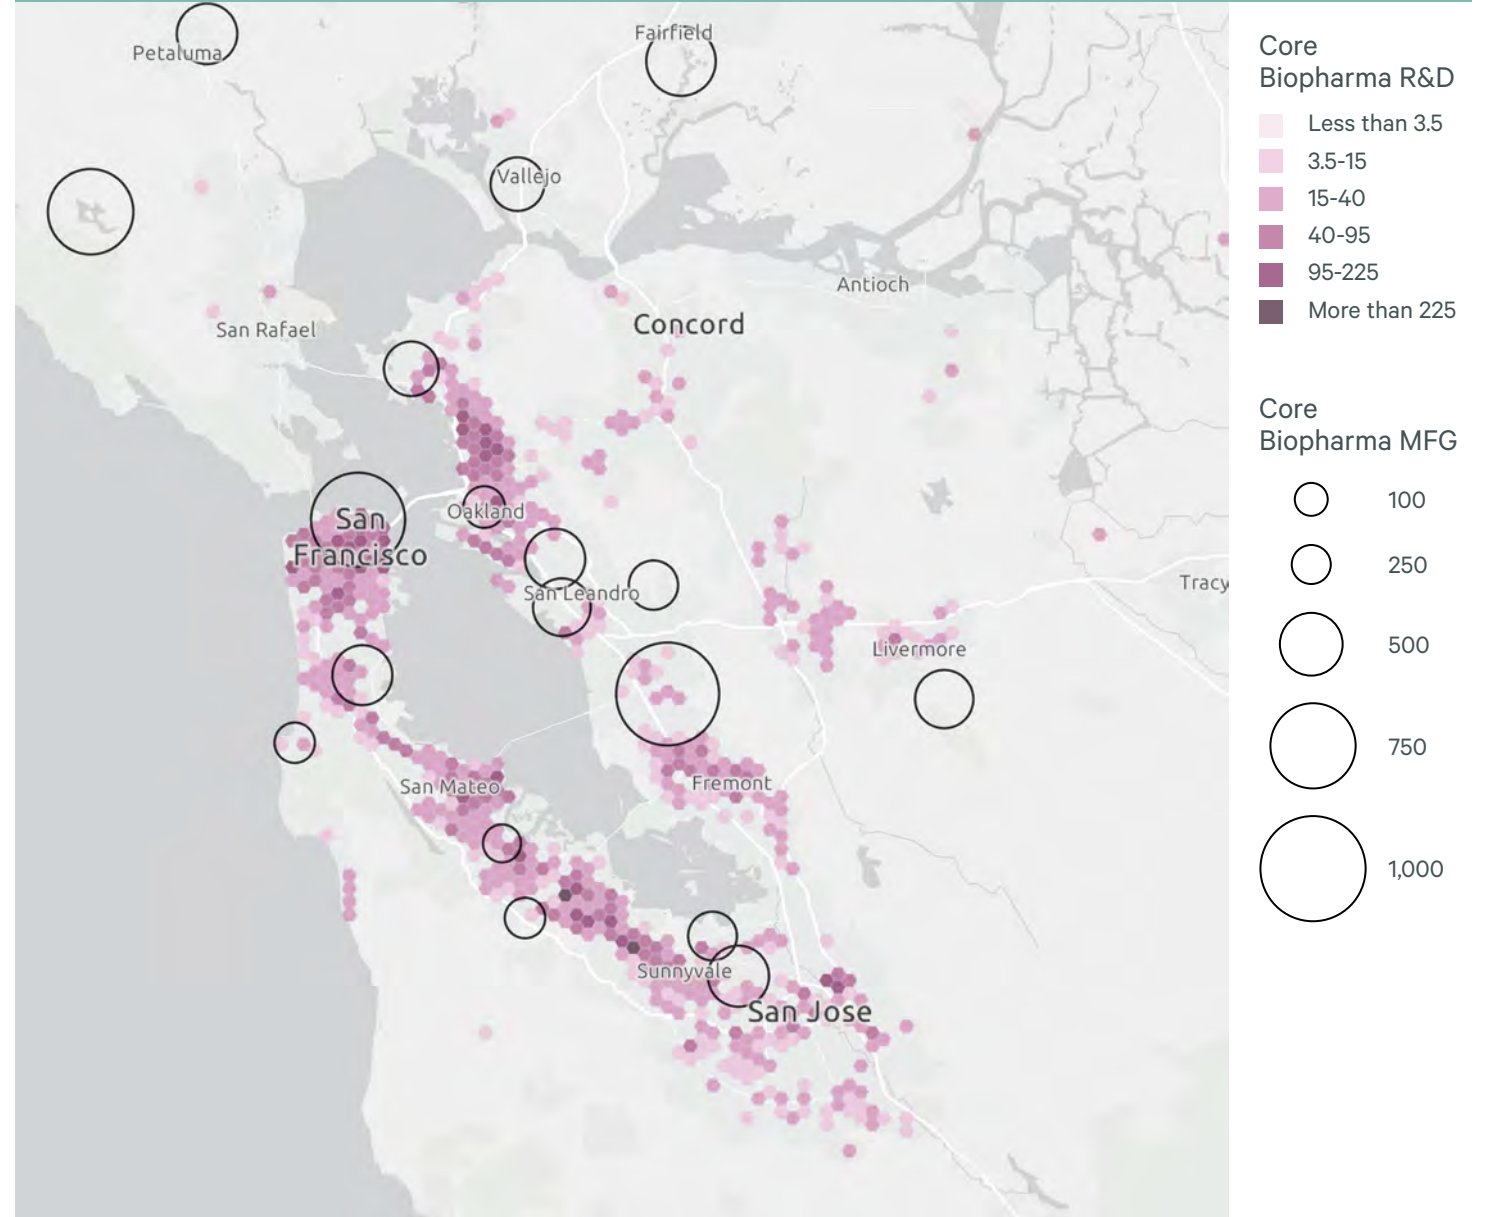 Petaluma
Fairfield
Vallejo
Antioch
San Rafael
Concord
Oakland
San
Francisco
San Leandro
Tracy
Livermore
San Mateo
Fremont
Sunnyvale
San Jose
Core
Biopharma R&D
Less than 3.5
3.5-15
15-40
40-95
95-225
More than 225
Core
Biopharma MFG
100
250
500
750
1,000